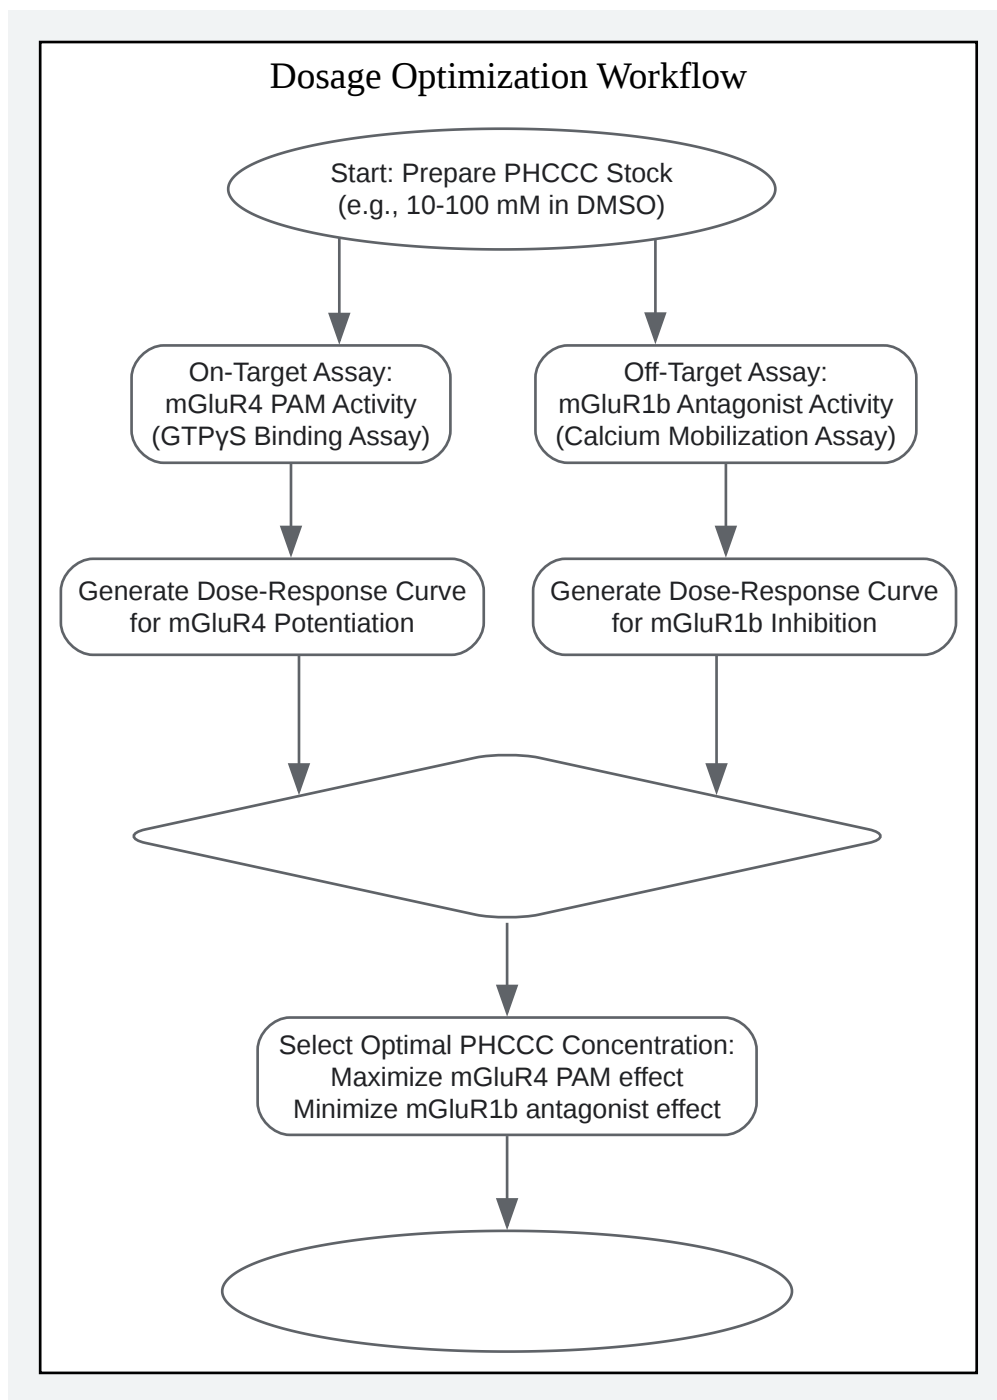 Dosage Optimization Workflow
Start: Prepare PHCCC Stock
(e.g., 10-100 mM in DMSO)
On-Target Assay:
mGluR4 PAM Activity
(GTPγS Binding Assay)
Off-Target Assay:
mGluR1b Antagonist Activity
(Calcium Mobilization Assay)
Generate Dose-Response Curve
for mGluR4 Potentiation
Generate Dose-Response Curve
for mGluR1b Inhibition
Select Optimal PHCCC Concentration:
Maximize mGluR4 PAM effect
Minimize mGluR1b antagonist effect